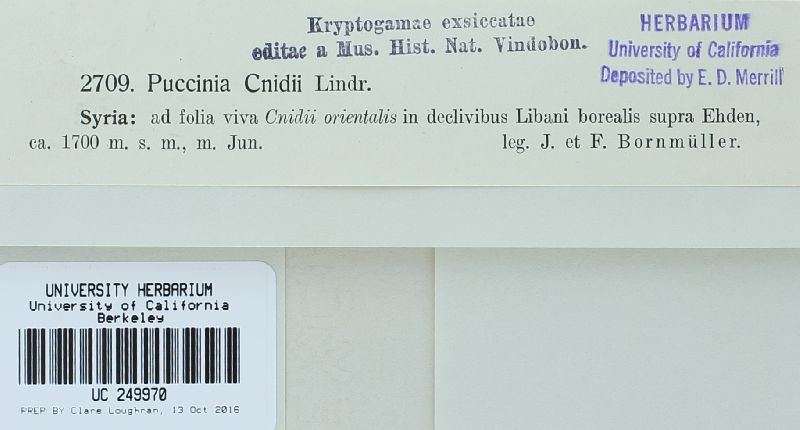 Kryptogamae exsiccatae
editae a Mus. Hist. Nat. Vindobon.
HERBARIUM
University of California
Deposited by E. D. Merrill
2709. Puccinia Cnidii Lindr.
Syria: ad folia viva Cnidii orientalis in declivibus Libani borealis supra Ehden,
ca. 1700 m. s. m., m. Jun. leg. J. et F. Bornmüller.
UNIVERSITY HERBARIUM
University of California
Berkeley
UC 249970
PREP BY Clare Loughran, 13 Oct 2016